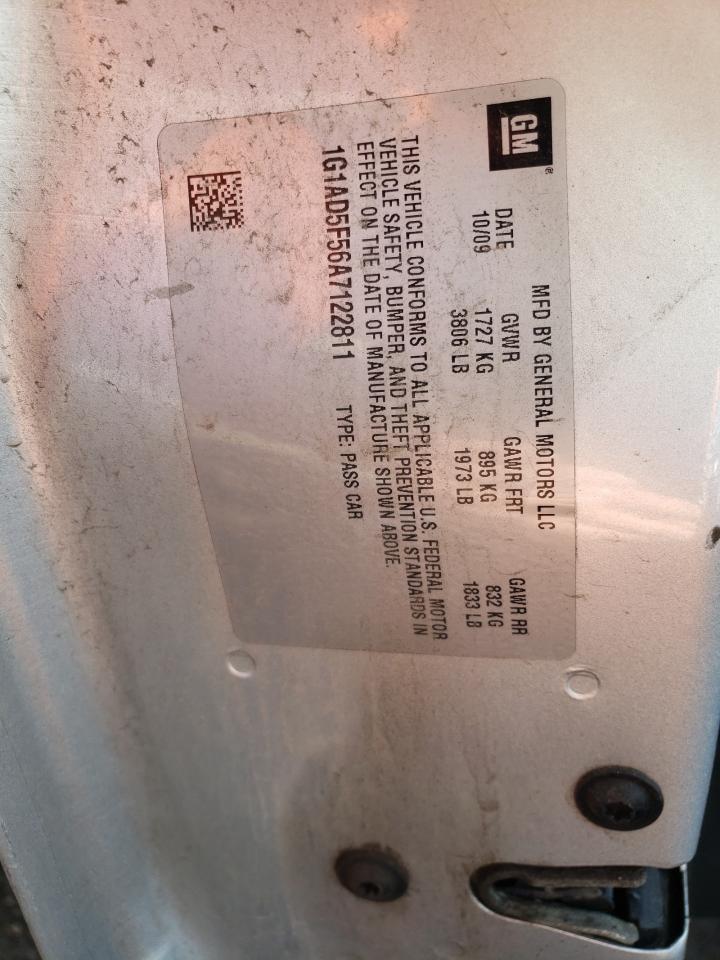 GM ®
MFD BY GENERAL MOTORS LLC
DATE GVWR GAWR FRT GAWR RR
10/09 1727 KG 895 KG 832 KG
3806 LB 1973 LB 1833 LB
THIS VEHICLE CONFORMS TO ALL APPLICABLE U.S. FEDERAL MOTOR
VEHICLE SAFETY, BUMPER, AND THEFT PREVENTION STANDARDS IN
EFFECT ON THE DATE OF MANUFACTURE SHOWN ABOVE.
1G1AD5F56A7122811 TYPE: PASS CAR